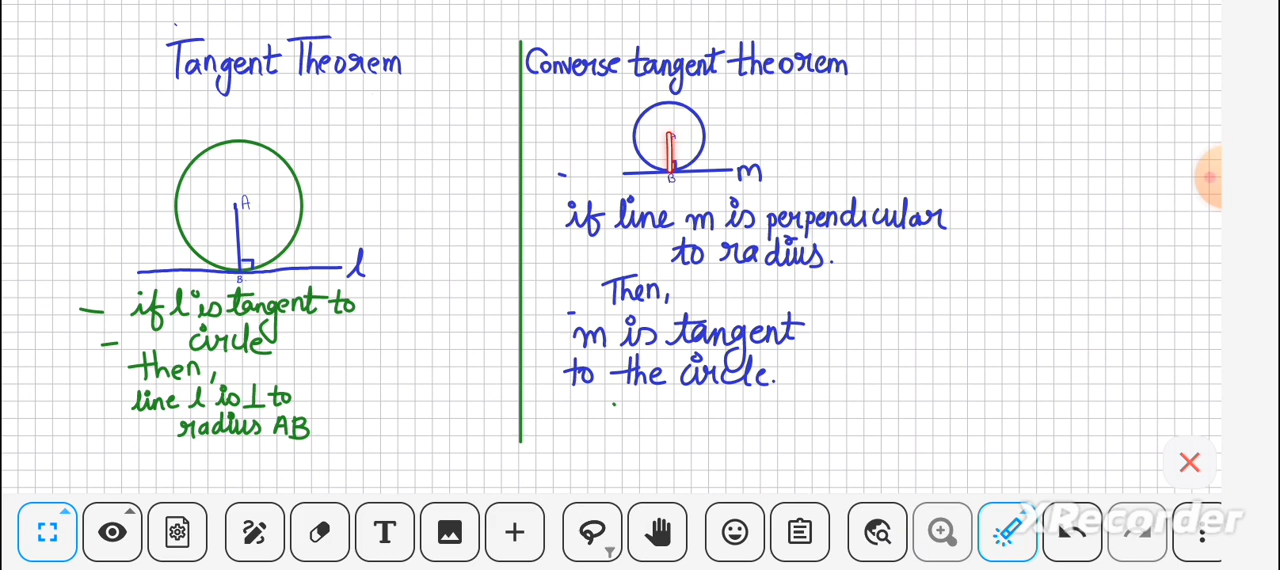 Tangent Theorem
A
B
l
- if l is tangent to
- circle
then,
line l is ⊥ to
radius AB
Converse tangent theorem
A
B
m
- if line m is perpendicular
to radius.
Then,
- m is tangent
to the circle.
T
XRecorder